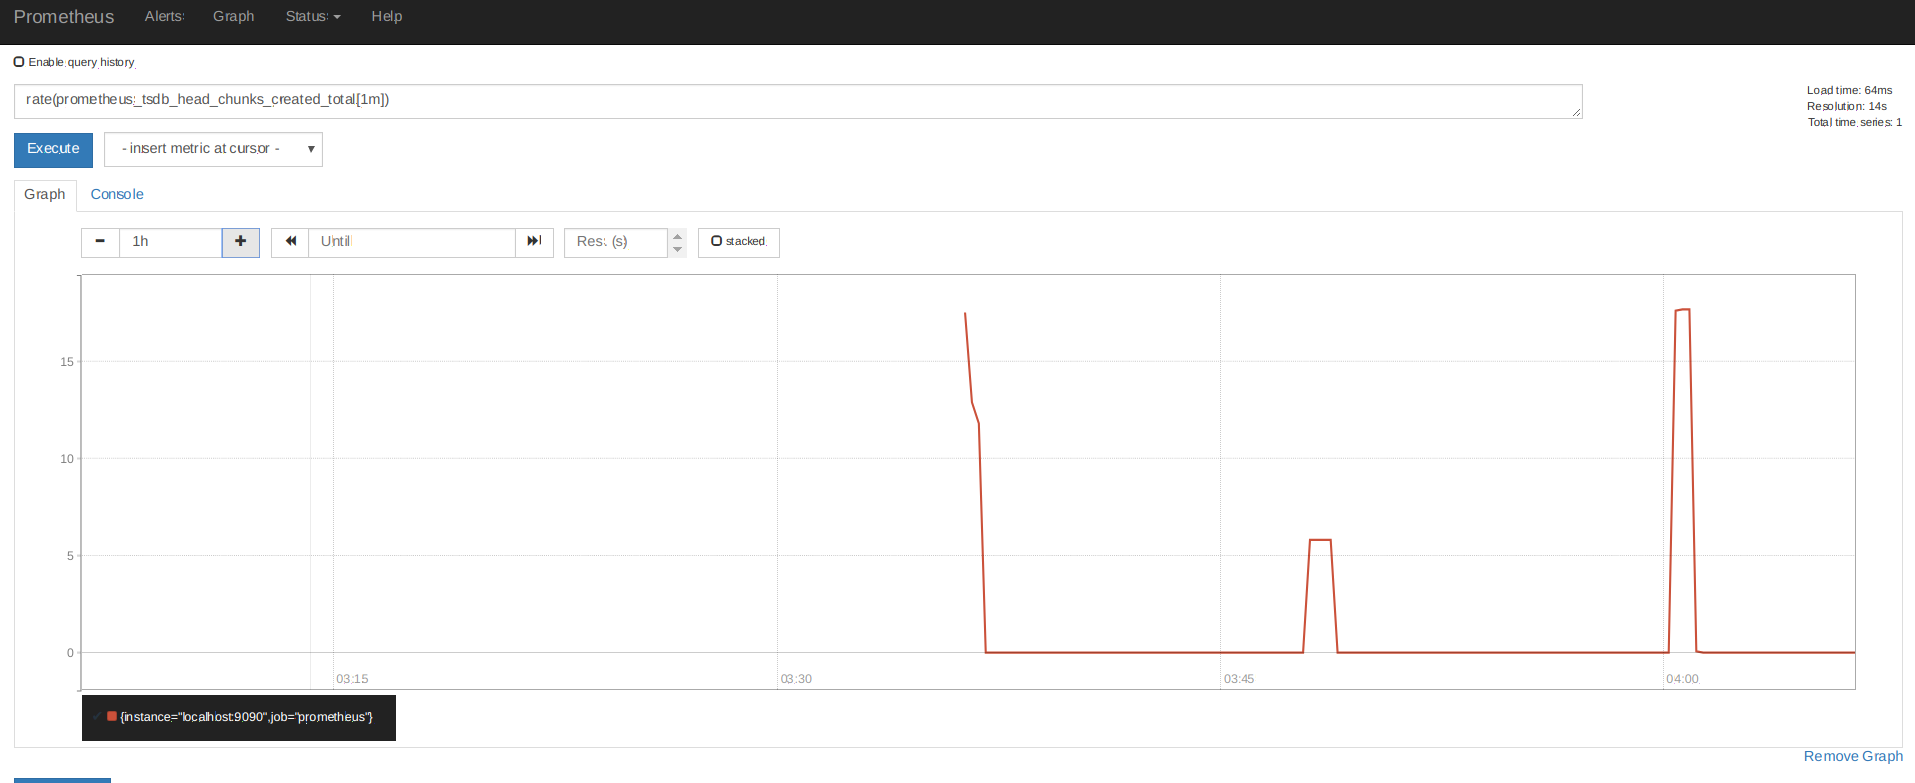 Prometheus Alerts Graph Status Help
Enable query history
rate(prometheus_tsdb_head_chunks_created_total[1m])
Load time: 64ms
Resolution: 14s
Total time series: 1
Execute - insert metric at cursor -
Graph Console
1h Until Res. (s) stacked
15
10
5
0
03:15 03:30 03:45 04:00
{instance="localhost:9090",job="prometheus"}
Remove Graph